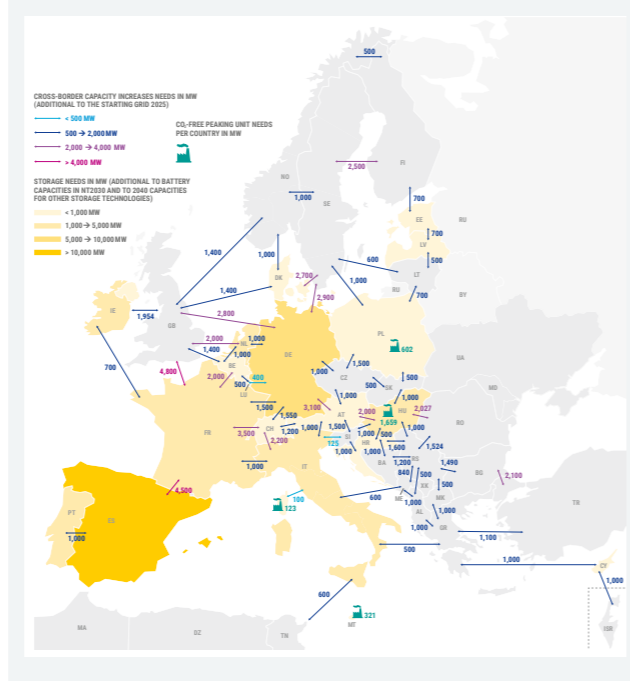 CROSS-BORDER CAPACITY INCREASES NEEDS IN MW
(ADDITIONAL TO THE STARTING GRID 2025)
< 500 MW
500 → 2,000 MW
2,000 → 4,000 MW
> 4,000 MW
CO₂-FREE PEAKING UNIT NEEDS
PER COUNTRY IN MW
STORAGE NEEDS IN MW (ADDITIONAL TO BATTERY
CAPACITIES IN NT2030 AND TO 2040 CAPACITIES
FOR OTHER STORAGE TECHNOLOGIES)
< 1,000 MW
1,000 → 5,000 MW
5,000 → 10,000 MW
> 10,000 MW
500
2,500
FI
NO
1,000
SE
700
EE
RU
700
LV
500
1,400
1,000
600
LT
RU
700
BY
DK
2,700
1,000
2,900
1,400
IE
1,954
GB
2,800
PL
602
2,000
NL
1,000
1,400
1,000
BE
DE
UA
700
4,800
2,000
500
400
LU
1,000
1,500
CZ
500
SK
500
1,000
1,000
MD
1,500
1,550
3,100
AT
2,000
1,659
HU
2,027
FR
3,500
CH
1,200
2,200
1,000
1,500
125
SI
1,000
500
1,000
HR
1,600
1,524
RO
1,000
1,000
1,000
BA
1,200
RS
1,490
IT
840
500
XK
500
BG
2,100
4,500
100
123
600
ME
1,000
MK
1,000
AL
1,000
GR
1,100
TR
PT
1,000
ES
500
1,000
CY
1,000
600
321
MT
MA
DZ
TN
ISR